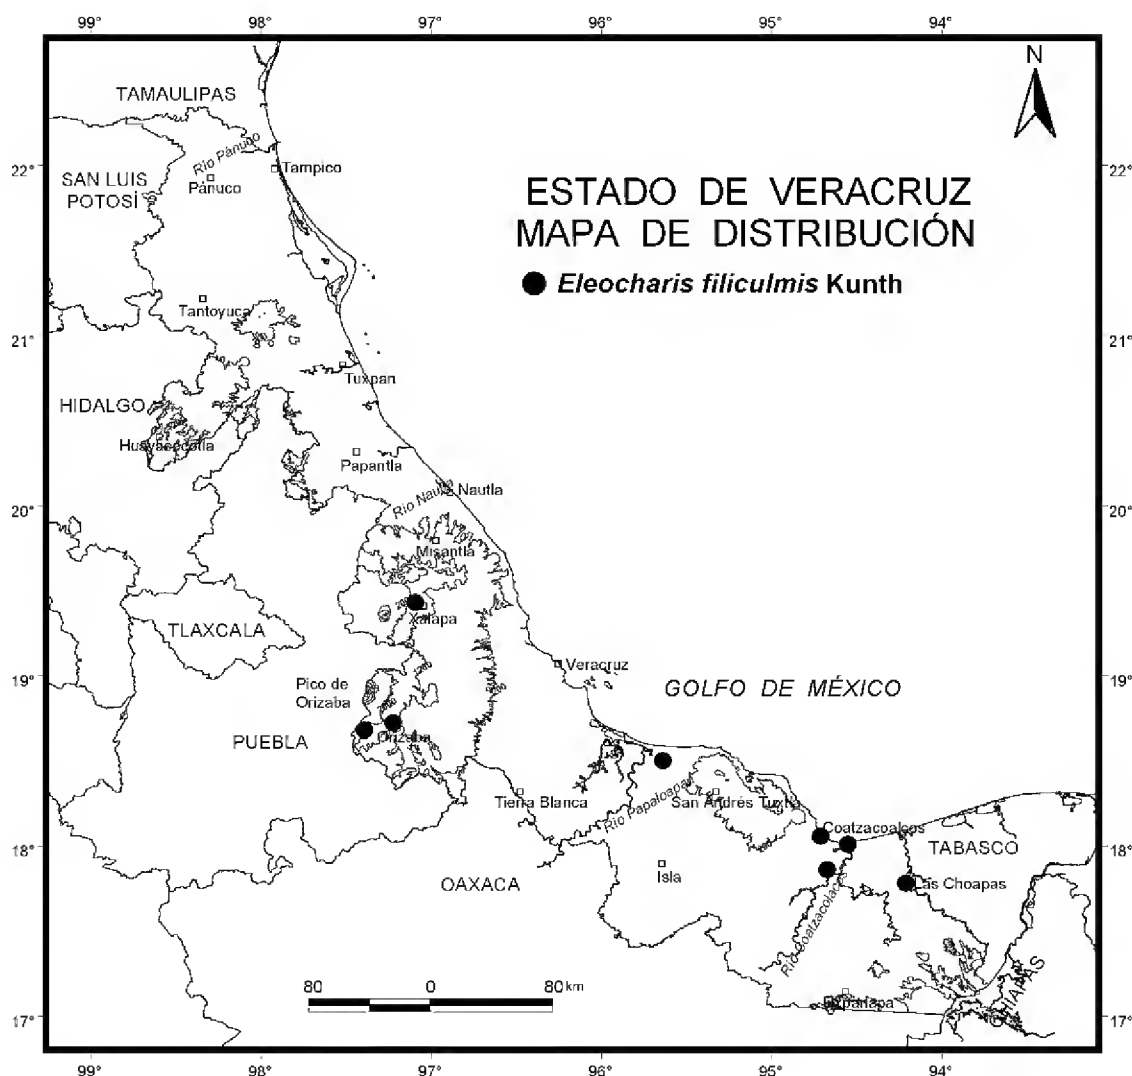 99° 98° 97° 96° 95° 94°
N
TAMAULIPAS
Río Pánuco
22° Tampico 22°
SAN LUIS
POTOSÍ
Pánuco
ESTADO DE VERACRUZ
MAPA DE DISTRIBUCIÓN
Eleocharis filiculmis Kunth
Tantoyuca
21° 21°
Tuxpan
HIDALGO
Huayacocotla
Papantla
Río Nautla
Nautla
20° 20°
Misantla
Xalapa
TLAXCALA
Veracruz
19° 19°
Pico de
Orizaba
GOLFO DE MÉXICO
PUEBLA
Orizaba
Tierra Blanca
Río Papaloapan
San Andrés Tuxtla
Coatzacoalcos
18° TABASCO 18°
OAXACA
Isla
Las Choapas
Río Coatzacoalcos
CHIAPAS
80 0 80 km
17° 17°
99° 98° 97° 96° 95° 94°